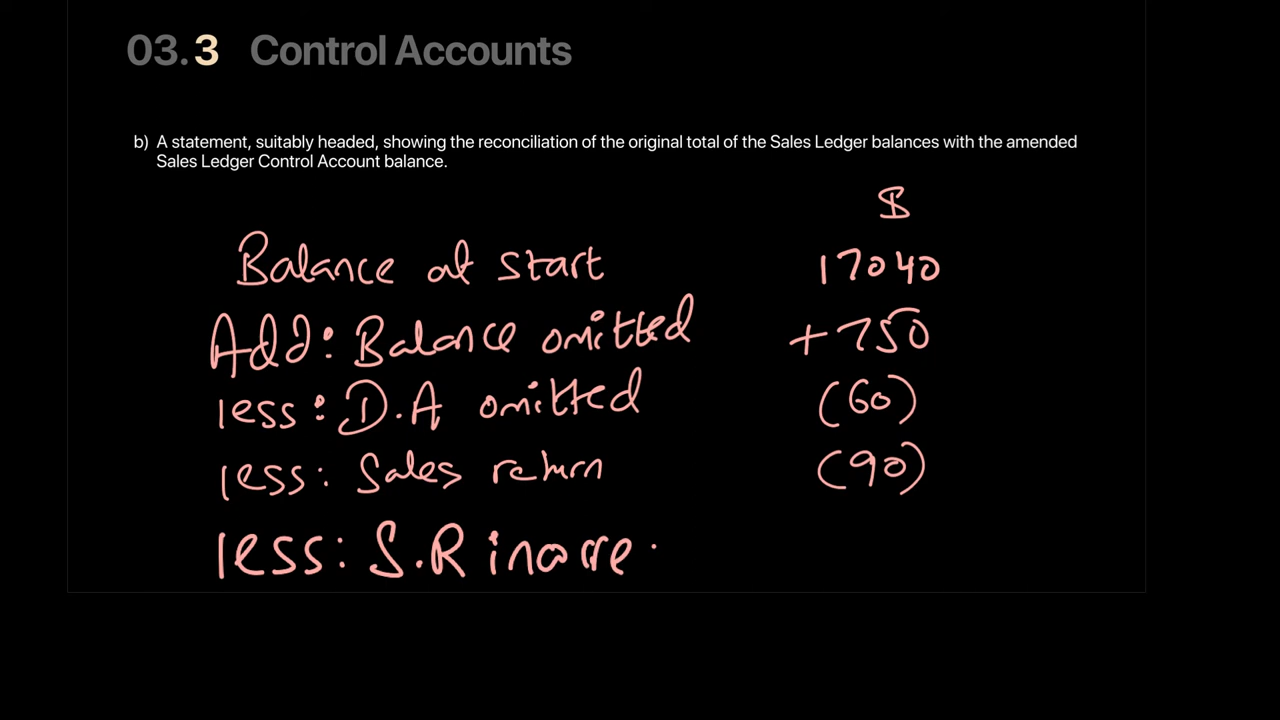 03.3 Control Accounts
b) A statement, suitably headed, showing the reconciliation of the original total of the Sales Ledger balances with the amended
Sales Ledger Control Account balance.
$
Balance at start 17040
Add: Balance omitted +750
less: D.A omitted (60)
less: Sales return (90)
less: S.R incorre.